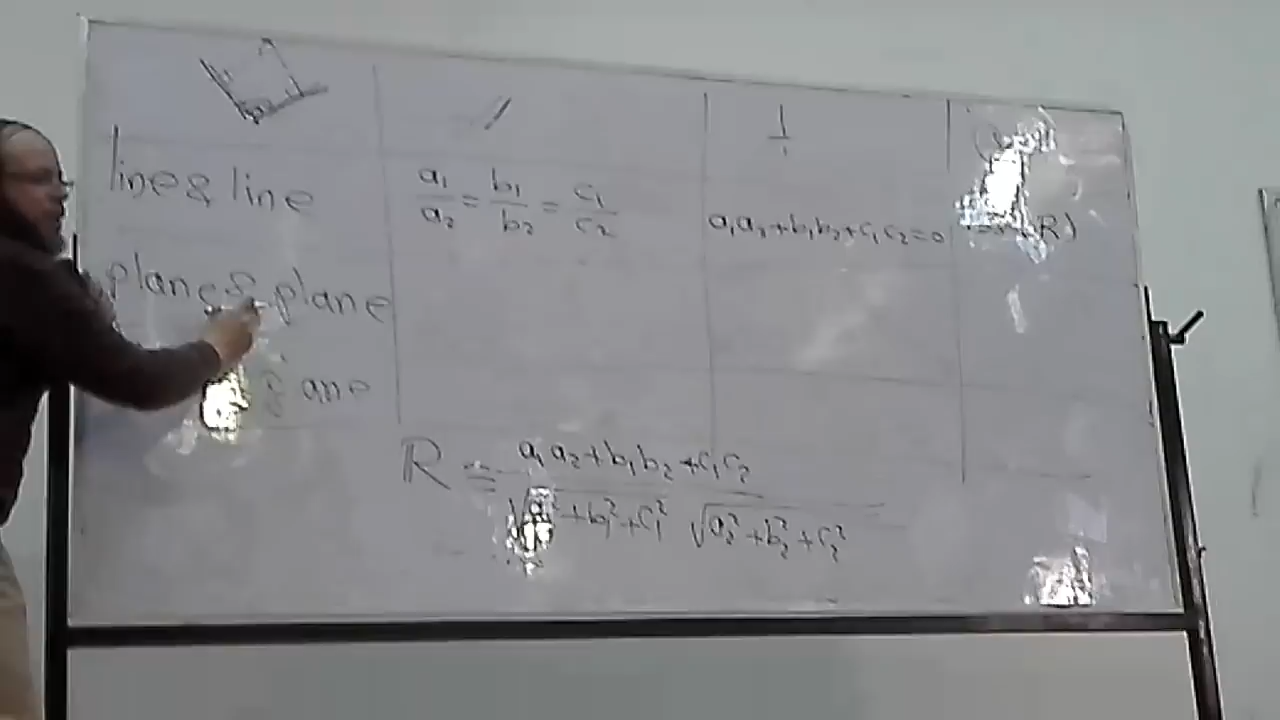 //
⊥
line & line
a₁/a₂ = b₁/b₂ = c₁/c₂
a₁a₂+b₁b₂+c₁c₂=0
(R)
plane & plane
&
R = a₁a₂+b₁b₂+c₁c₂ / √a₁²+b₁²+c₁² √a₂²+b₂²+c₂²